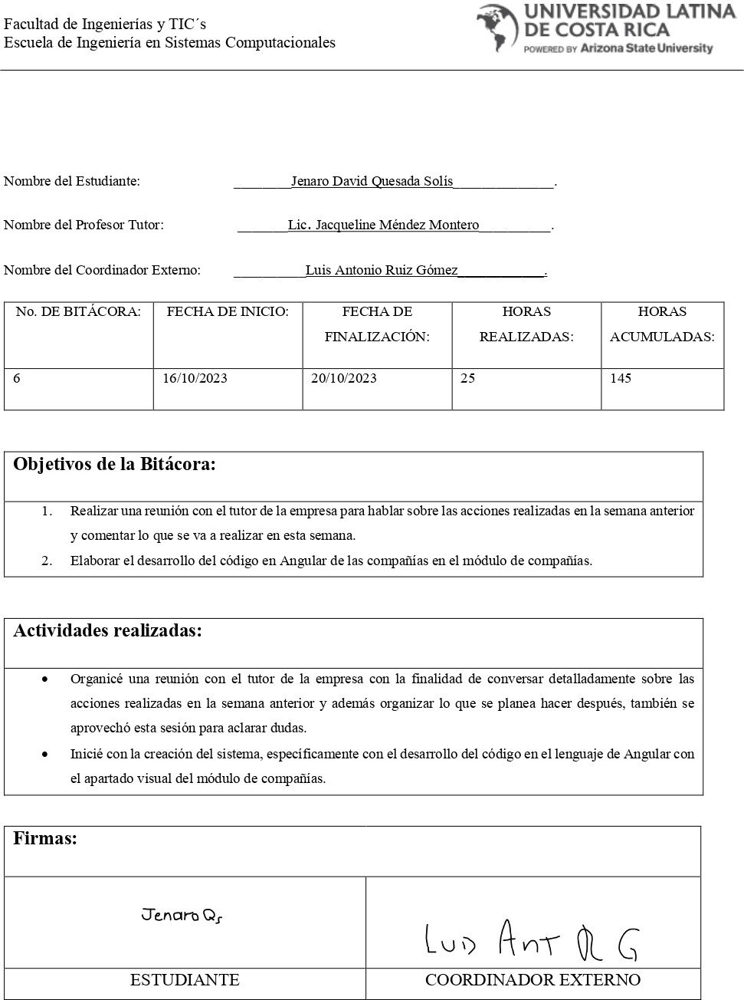 Facultad de Ingenierías y TIC´s
Escuela de Ingeniería en Sistemas Computacionales
UNIVERSIDAD LATINA
DE COSTA RICA
POWERED BY Arizona State University
Nombre del Estudiante: ________Jenaro David Quesada Solís______________.
Nombre del Profesor Tutor: _______Lic. Jacqueline Méndez Montero__________.
Nombre del Coordinador Externo: __________Luis Antonio Ruiz Gómez____________.
No. DE BITÁCORA: FECHA DE INICIO: FECHA DE FINALIZACIÓN: HORAS REALIZADAS: HORAS ACUMULADAS:
6 16/10/2023 20/10/2023 25 145
Objetivos de la Bitácora:
1. Realizar una reunión con el tutor de la empresa para hablar sobre las acciones realizadas en la semana anterior
y comentar lo que se va a realizar en esta semana.
2. Elaborar el desarrollo del código en Angular de las compañías en el módulo de compañías.
Actividades realizadas:
• Organicé una reunión con el tutor de la empresa con la finalidad de conversar detalladamente sobre las
acciones realizadas en la semana anterior y además organizar lo que se planea hacer después, también se
aprovechó esta sesión para aclarar dudas.
• Inicié con la creación del sistema, específicamente con el desarrollo del código en el lenguaje de Angular con
el apartado visual del módulo de compañías.
Firmas:
Jenaro Qs
Luis Ant R G
ESTUDIANTE COORDINADOR EXTERNO